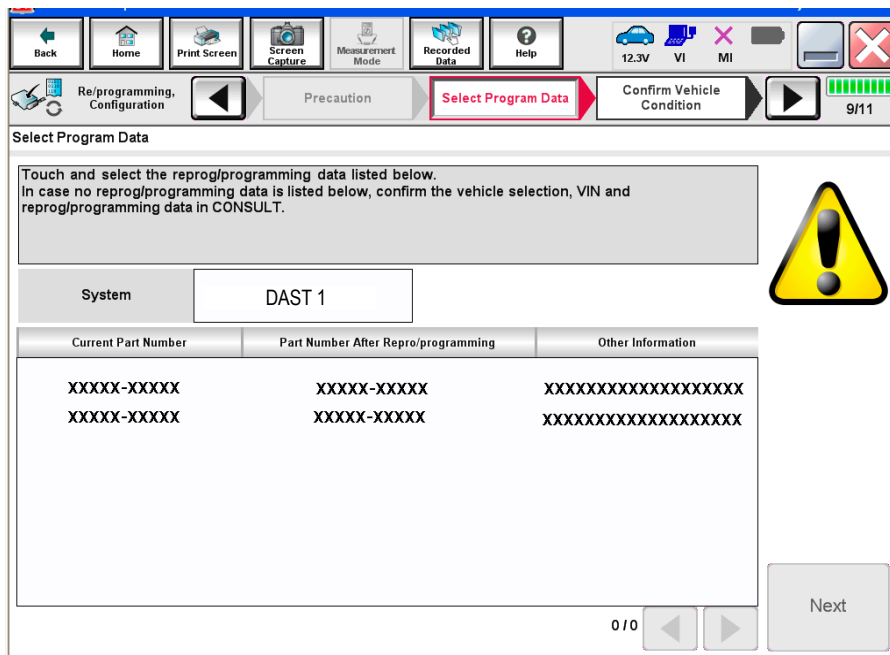 Back
Home
Print Screen
Screen
Capture
Measurement
Mode
Recorded
Data
Help
12.3V
VI
MI
Re/programming,
Configuration
Precaution
Select Program Data
Confirm Vehicle
Condition
9/11
Select Program Data
Touch and select the reprog/programming data listed below.
In case no reprog/programming data is listed below, confirm the vehicle selection, VIN and
reprog/programming data in CONSULT.
System
DAST 1
Current Part Number
Part Number After Repro/programming
Other Information
XXXXX-XXXXX
XXXXX-XXXXX
XXXXXXXXXXXXXXXXXXX
XXXXX-XXXXX
XXXXX-XXXXX
XXXXXXXXXXXXXXXXXXX
Next
0/0